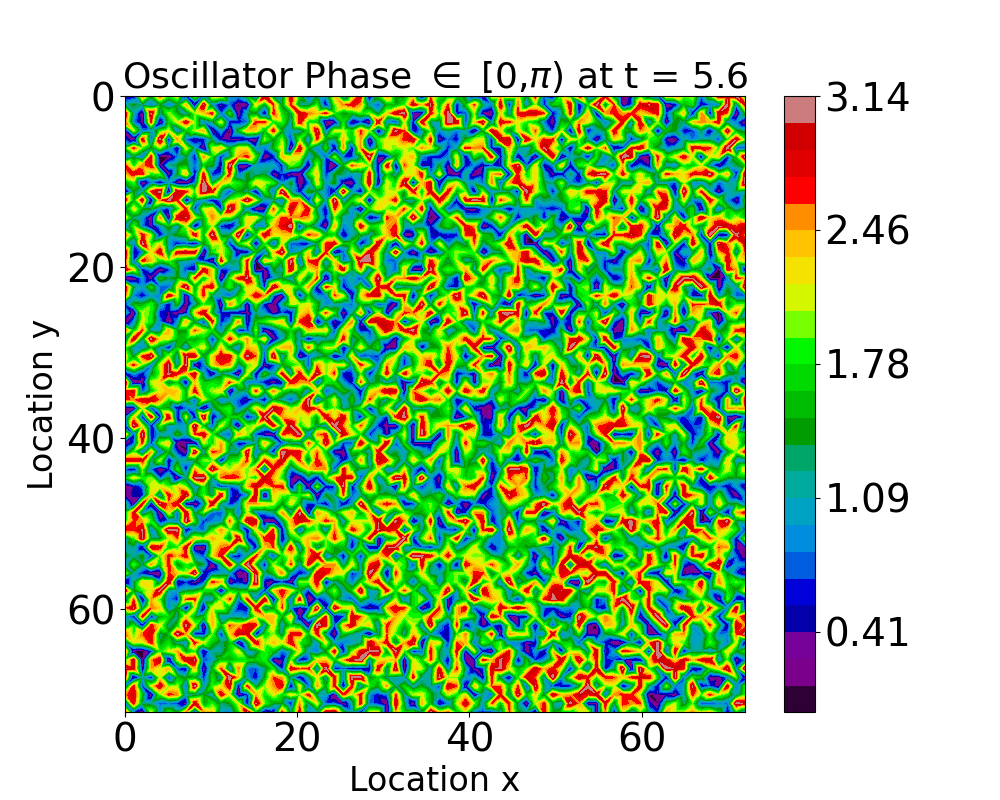 Oscillator Phase ∈ [0,π) at t = 5.6
0
20
40
60
Location y
0 20 40 60
Location x
3.14
2.46
1.78
1.09
0.41